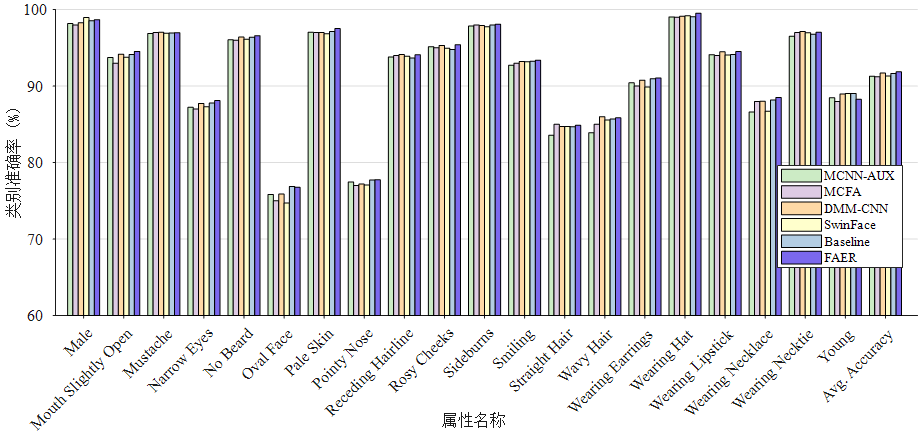 100
90
80
70
60
类别准确率 (%)
MCNN-AUX
MCFA
DMM-CNN
SwinFace
Baseline
FAER
Male
Mouth Slightly Open
Mustache
Narrow Eyes
No Beard
Oval Face
Pale Skin
Pointy Nose
Receding Hairline
Rosy Cheeks
Sideburns
Smiling
Straight Hair
Wavy Hair
Wearing Earrings
Wearing Hat
Wearing Lipstick
Wearing Necklace
Wearing Necktie
Young
Avg. Accuracy
属性名称